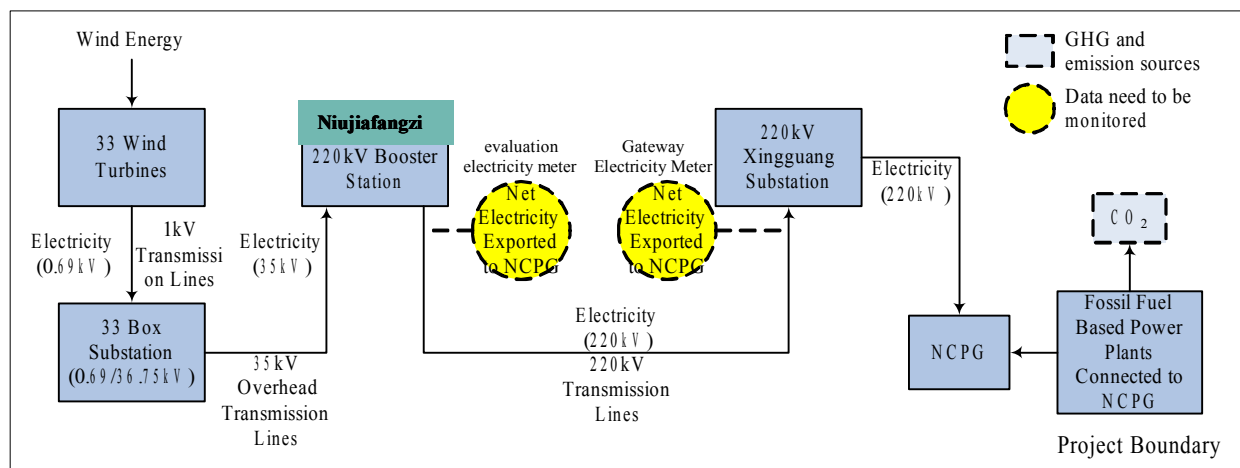 Wind Energy
33 Wind
Turbines
Electricity
(0.69kV)
1kV
Transmissi
on Lines
33 Box
Substation
(0.69/36.75kV)
35kV
Overhead
Transmission
Lines
Electricity
(35kV)
Niujiafangzi
220kV Booster
Station
evaluation
electricity meter
Net
Electricity
Exported
to NCPG
Gateway
Electricity Meter
Net
Electricity
Exported
to NCPG
Electricity
(220kV)
220kV
Transmission
Lines
220kV
Xingguang
Substation
Electricity
(220kV)
NCPG
GHG and
emission sources
Data need to be
monitored
CO₂
Fossil Fuel
Based Power
Plants
Connected to
NCPG
Project Boundary